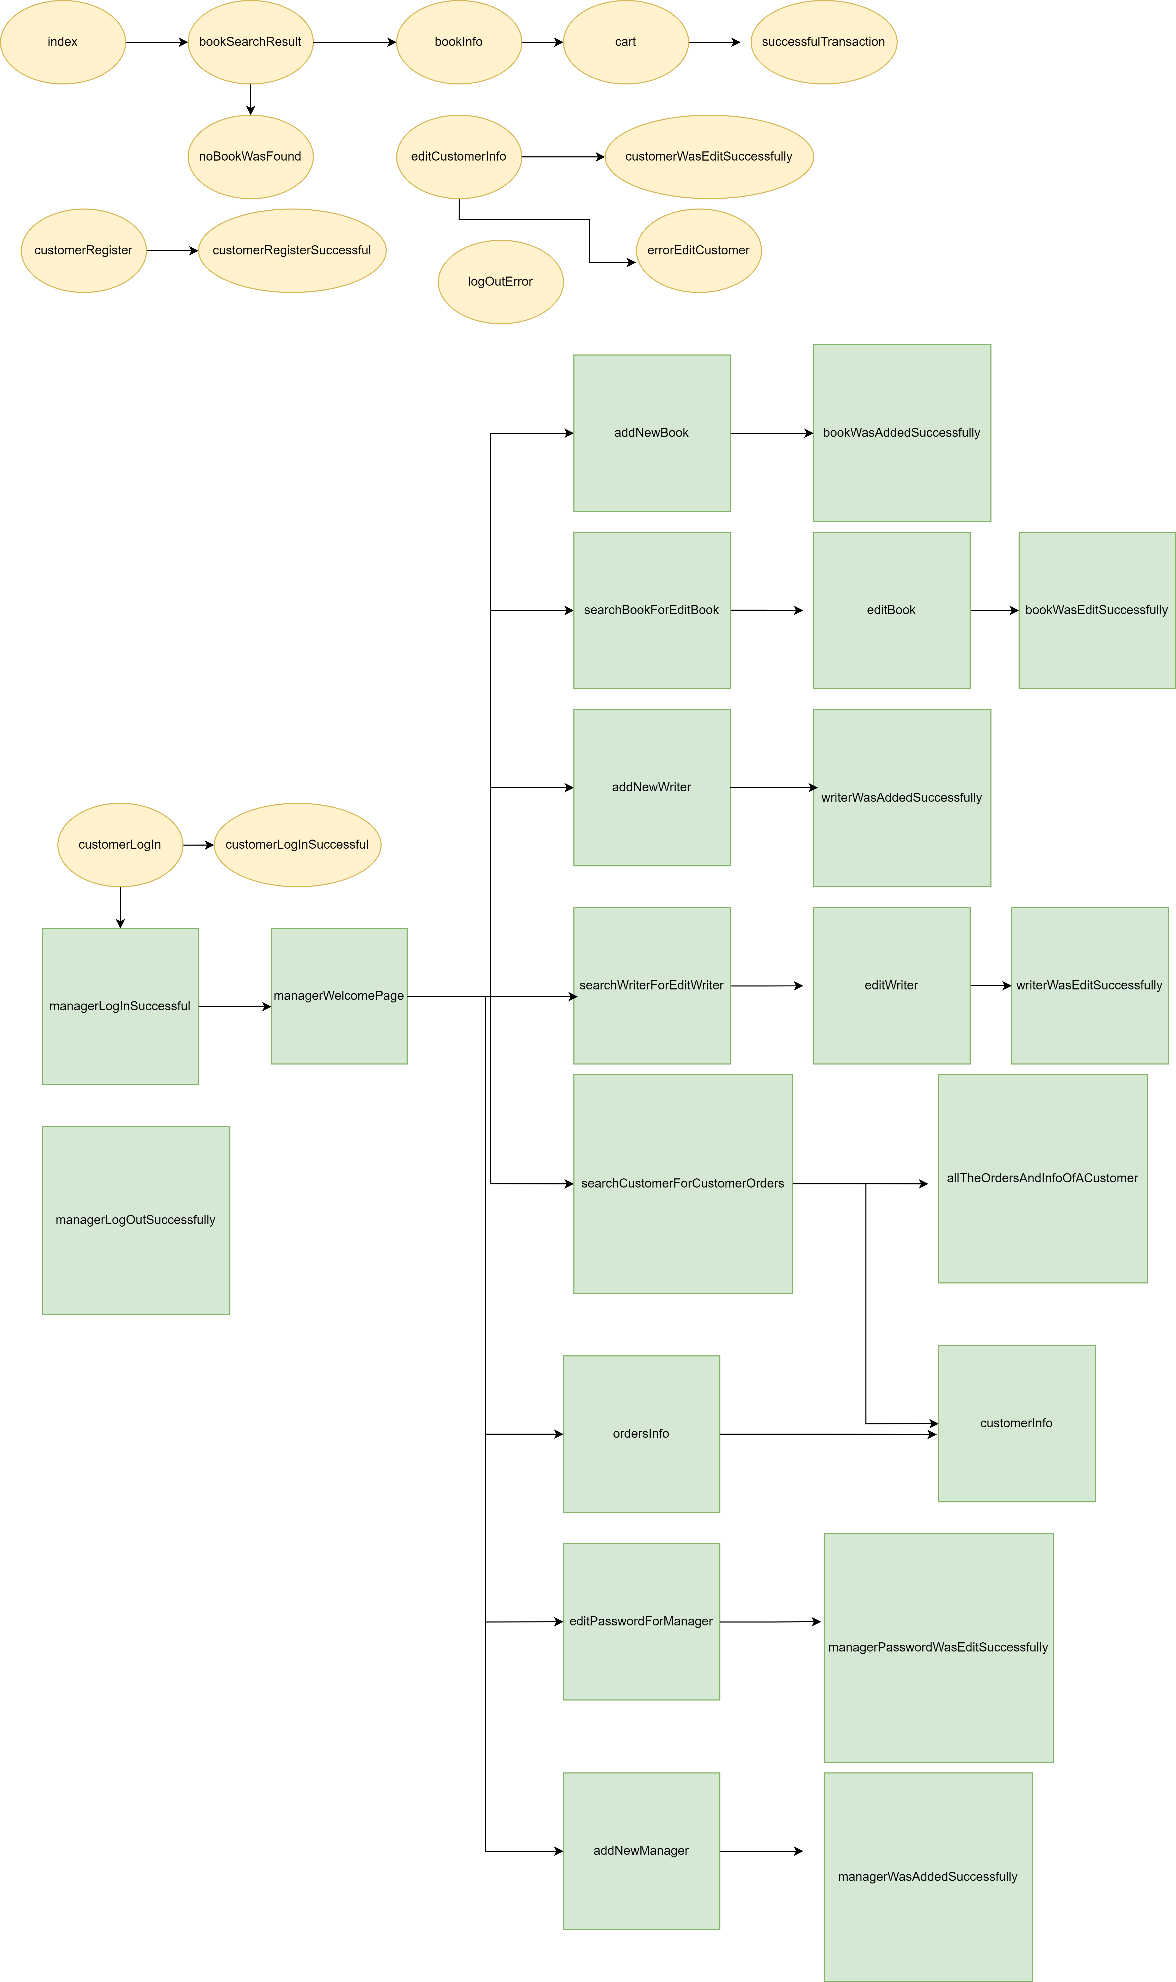 index
bookSearchResult
bookInfo
cart
successfulTransaction
noBookWasFound
editCustomerInfo
customerWasEditSuccessfully
customerRegister
customerRegisterSuccessful
errorEditCustomer
logOutError
addNewBook
bookWasAddedSuccessfully
searchBookForEditBook
editBook
bookWasEditSuccessfully
addNewWriter
writerWasAddedSuccessfully
customerLogIn
customerLogInSuccessful
searchWriterForEditWriter
editWriter
writerWasEditSuccessfully
managerLogInSuccessful
managerWelcomePage
searchCustomerForCustomerOrders
allTheOrdersAndInfoOfACustomer
managerLogOutSuccessfully
ordersInfo
customerInfo
editPasswordForManager
managerPasswordWasEditSuccessfully
addNewManager
managerWasAddedSuccessfully